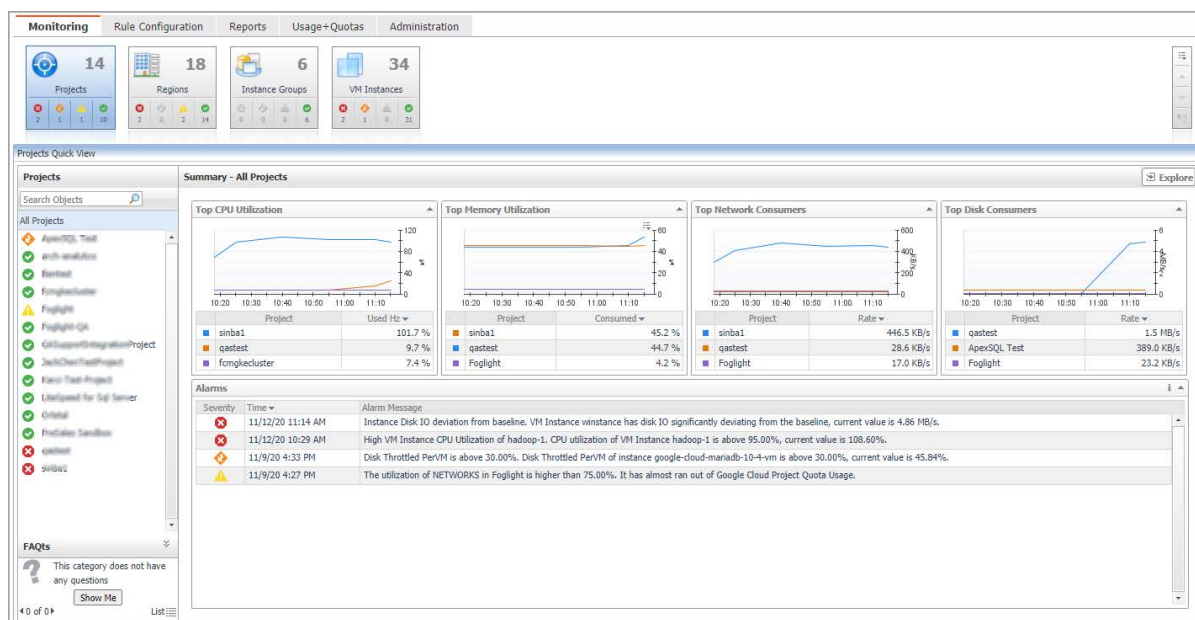 Monitoring Rule Configuration Reports Usage+Quotas Administration
14 18 6 34
Projects Regions Instance Groups VM Instances
2 1 1 10 2 0 2 14 0 0 0 6 2 1 0 31
Projects Quick View
Projects
Search Objects
All Projects
ApexSQL Test
arch-analytics
Foglight
Foglight-QA
Project
LiteSpeed for Sql Server
Orbital
PreSales Sandbox
qastest
FAQts
This category does not have
any questions
Show Me
0 of 0
List
Summary - All Projects
Explore
Top CPU Utilization
120
80
40
0
%
10:20 10:30 10:40 10:50 11:00 11:10
Project Used Hz
sinba1 101.7 %
qastest 9.7 %
fcmgkecluster 7.4 %
Top Memory Utilization
60
40
20
0
%
10:20 10:30 10:40 10:50 11:00 11:10
Project Consumed
sinba1 45.2 %
qastest 44.7 %
Foglight 4.2 %
Top Network Consumers
600
400
200
0
KB/s
10:20 10:30 10:40 10:50 11:00 11:10
Project Rate
sinba1 446.5 KB/s
qastest 28.6 KB/s
Foglight 17.0 KB/s
Top Disk Consumers
6
4
2
0
MB/s
10:20 10:30 10:40 10:50 11:00 11:10
Project Rate
qastest 1.5 MB/s
ApexSQL Test 389.0 KB/s
Foglight 23.2 KB/s
Alarms
i
Severity Time Alarm Message
11/12/20 11:14 AM Instance Disk IO deviation from baseline. VM Instance winstance has disk IO significantly deviating from the baseline, current value is 4.86 MB/s.
11/12/20 10:29 AM High VM Instance CPU Utilization of hadoop-1. CPU utilization of VM Instance hadoop-1 is above 95.00%, current value is 108.60%.
11/9/20 4:33 PM Disk Throttled PerVM is above 30.00%. Disk Throttled PerVM of instance google-cloud-mariadb-10-4-vm is above 30.00%, current value is 45.84%.
11/9/20 4:27 PM The utilization of NETWORKS in Foglight is higher than 75.00%. It has almost ran out of Google Cloud Project Quota Usage.